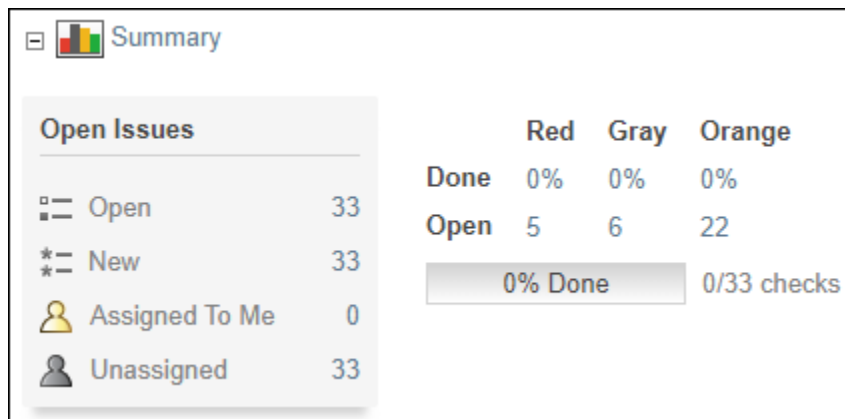 Summary
Open Issues
Open 33
New 33
Assigned To Me 0
Unassigned 33
Red Gray Orange
Done 0% 0% 0%
Open 5 6 22
0% Done 0/33 checks